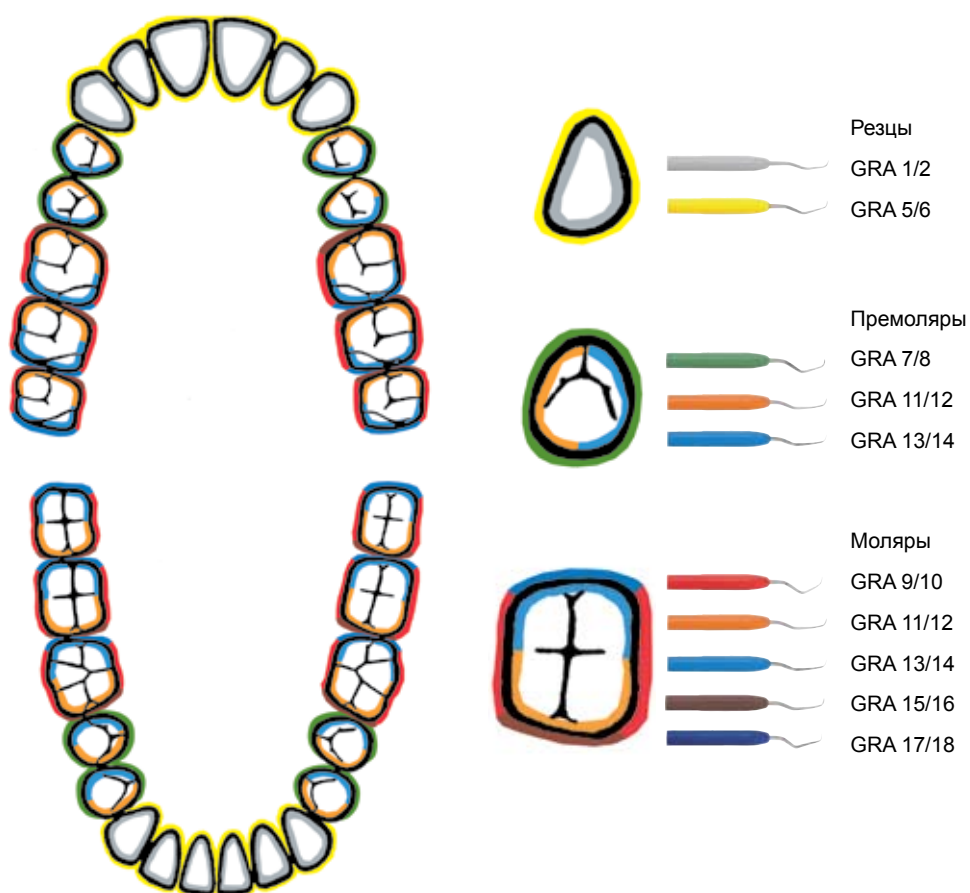 Резцы
GRA 1/2
GRA 5/6
Премоляры
GRA 7/8
GRA 11/12
GRA 13/14
Моляры
GRA 9/10
GRA 11/12
GRA 13/14
GRA 15/16
GRA 17/18